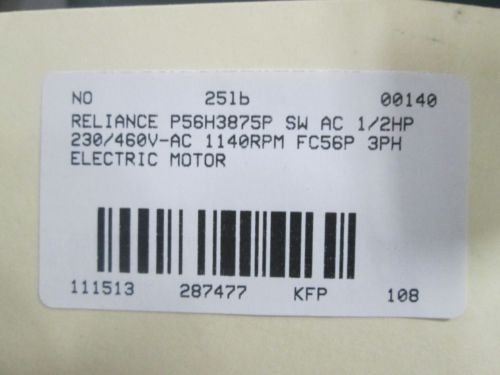 NO 25lb 00140
RELIANCE P56H3875P SW AC 1/2HP
230/460V-AC 1140RPM FC56P 3PH
ELECTRIC MOTOR
111513 287477 KFP 108